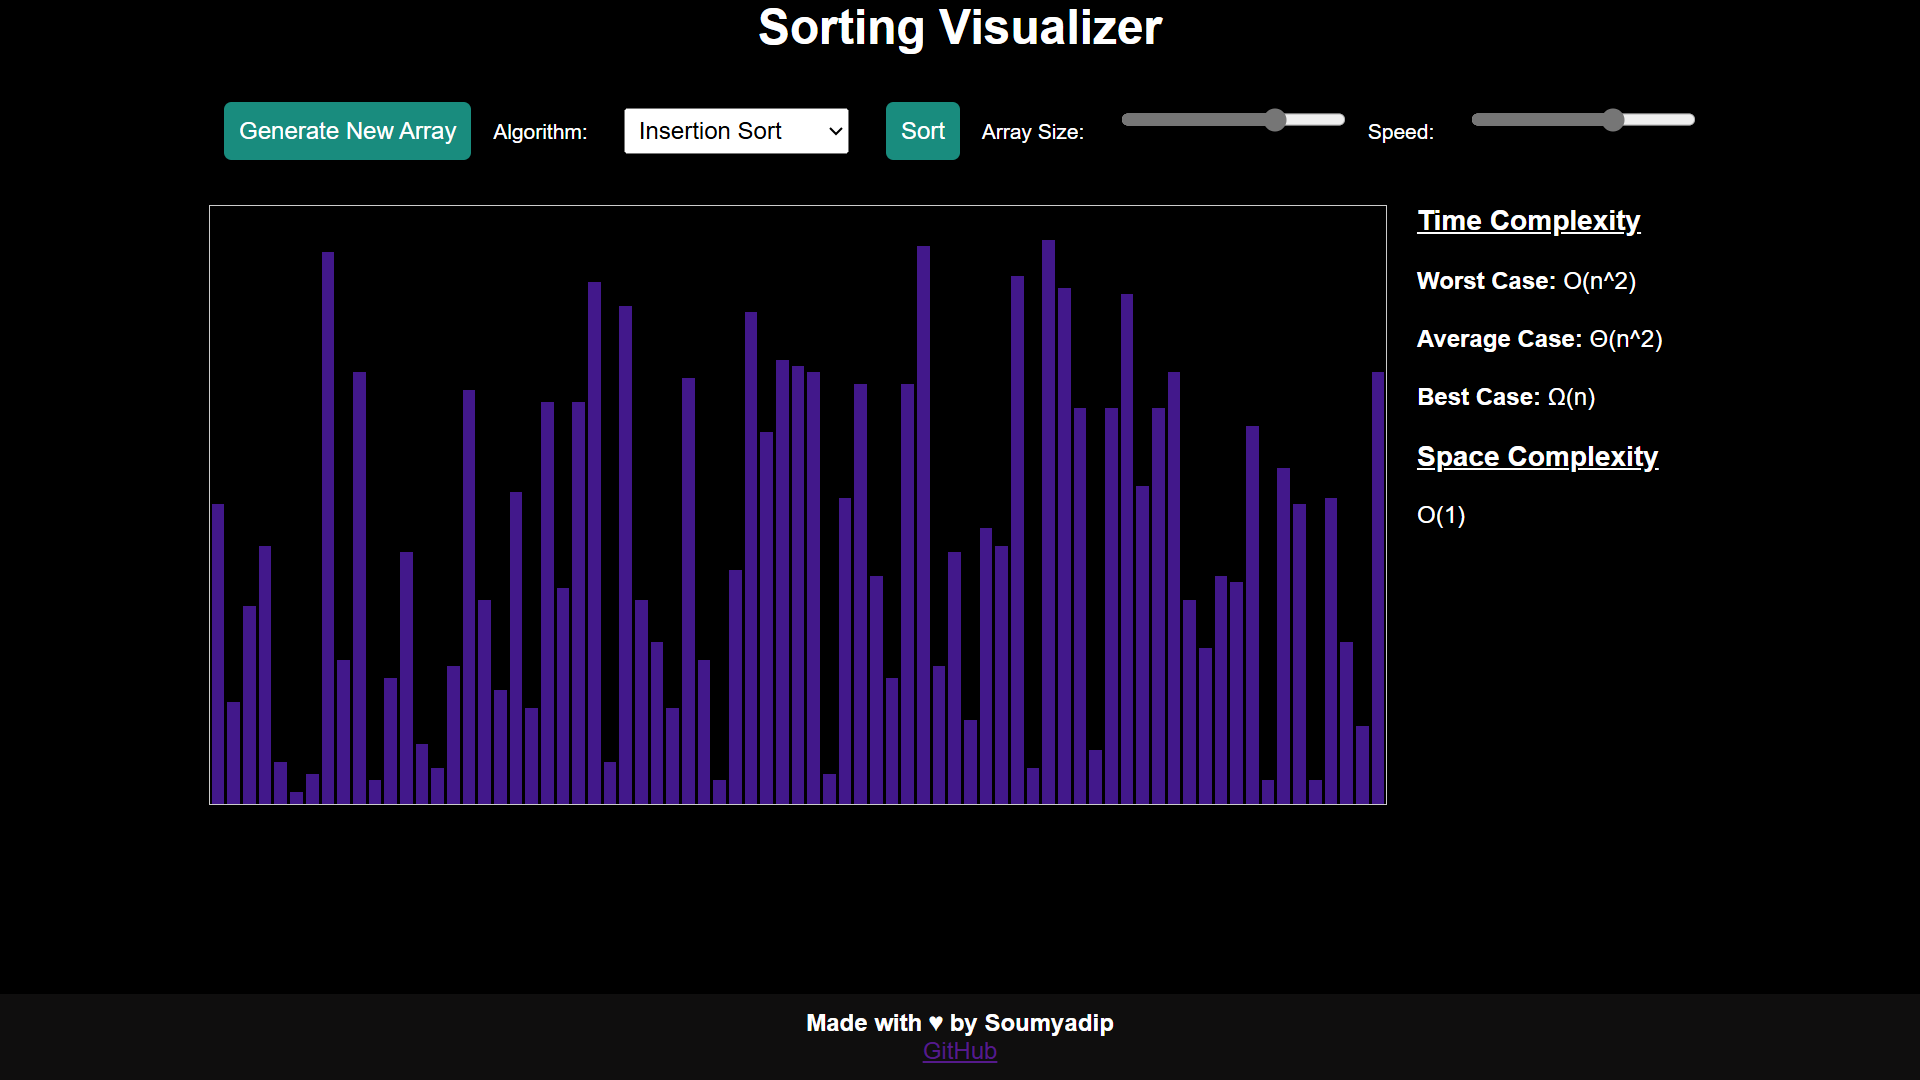 Sorting Visualizer
Generate New Array Algorithm: Insertion Sort Sort Array Size: Speed:
Time Complexity
Worst Case: O(n^2)
Average Case: Θ(n^2)
Best Case: Ω(n)
Space Complexity
O(1)
Made with ♥ by Soumyadip
GitHub